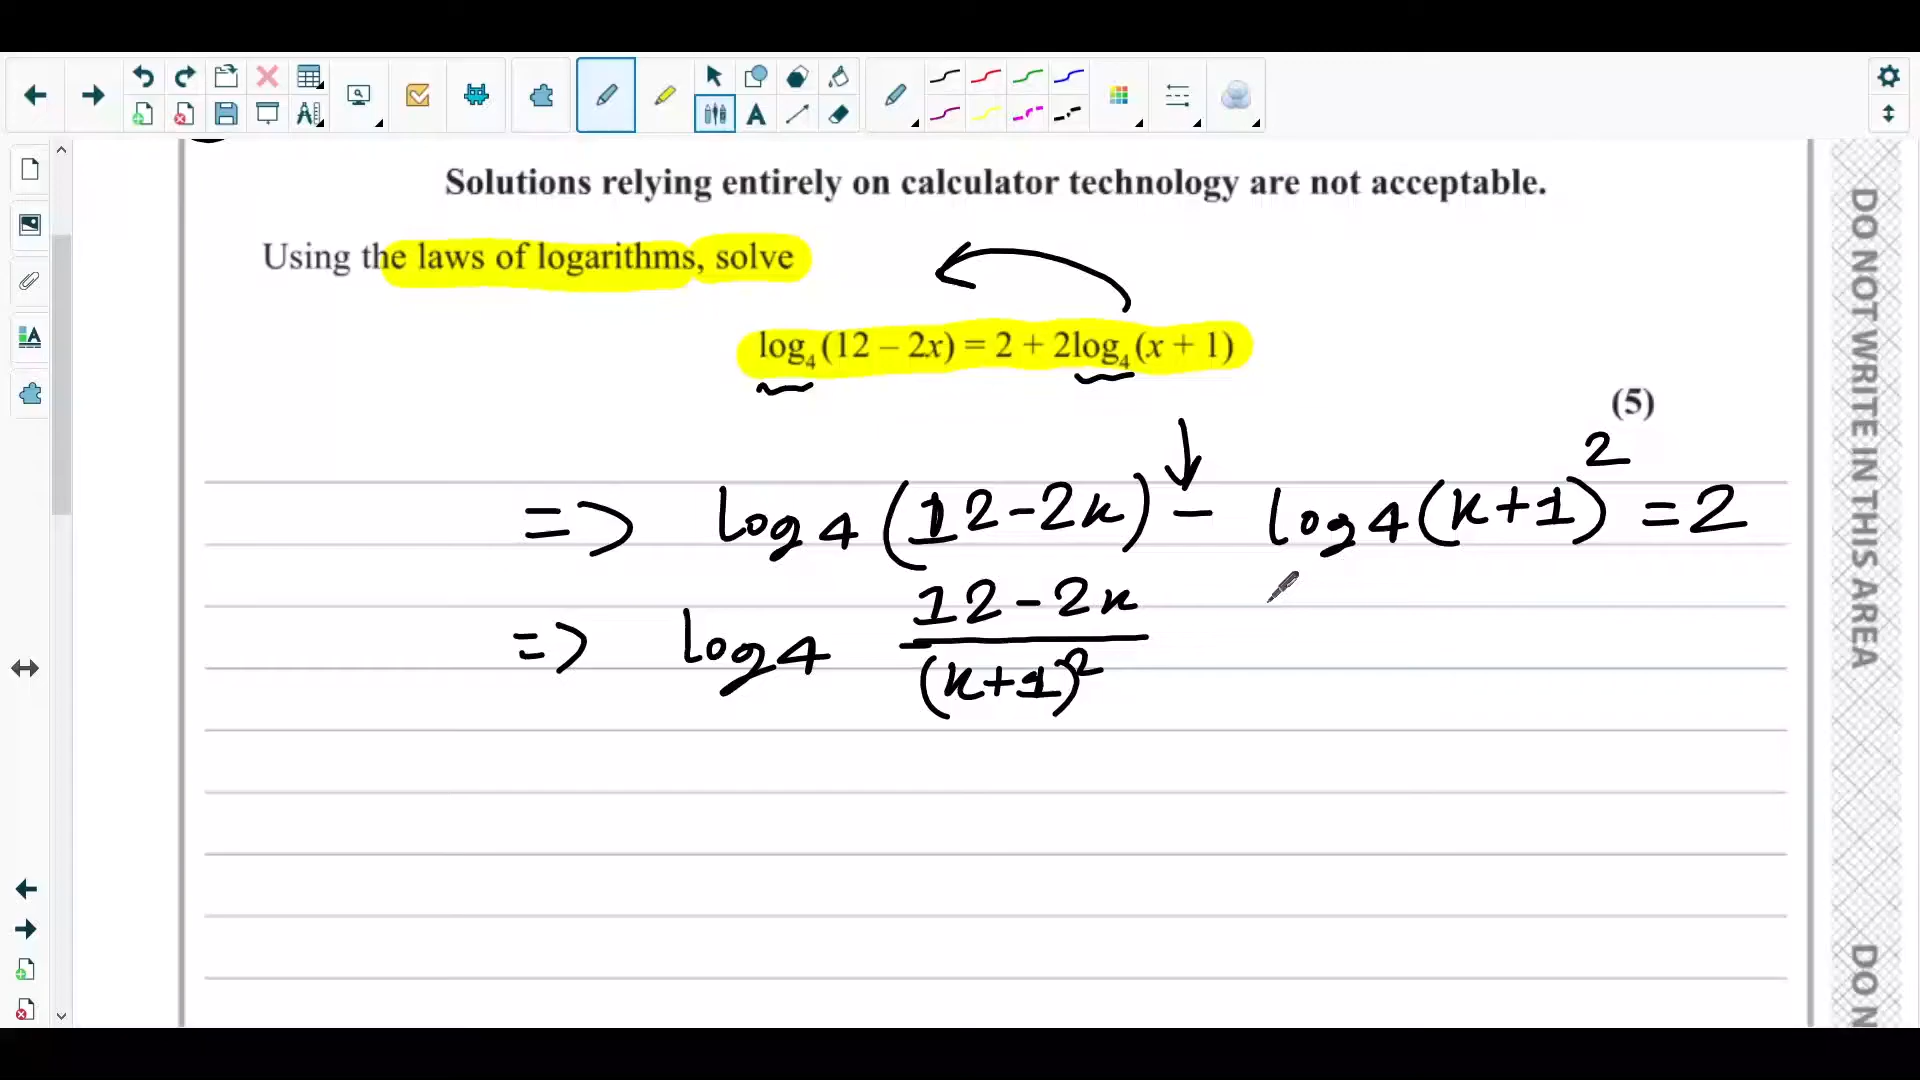 Solutions relying entirely on calculator technology are not acceptable.
Using the laws of logarithms, solve
log₄(12 – 2x) = 2 + 2log₄(x + 1)
(5)
=> log4(12-2x) - log4(x+1)² = 2
=> log4 12-2x
(x+1)²
DO NOT WRITE IN THIS AREA
DO N